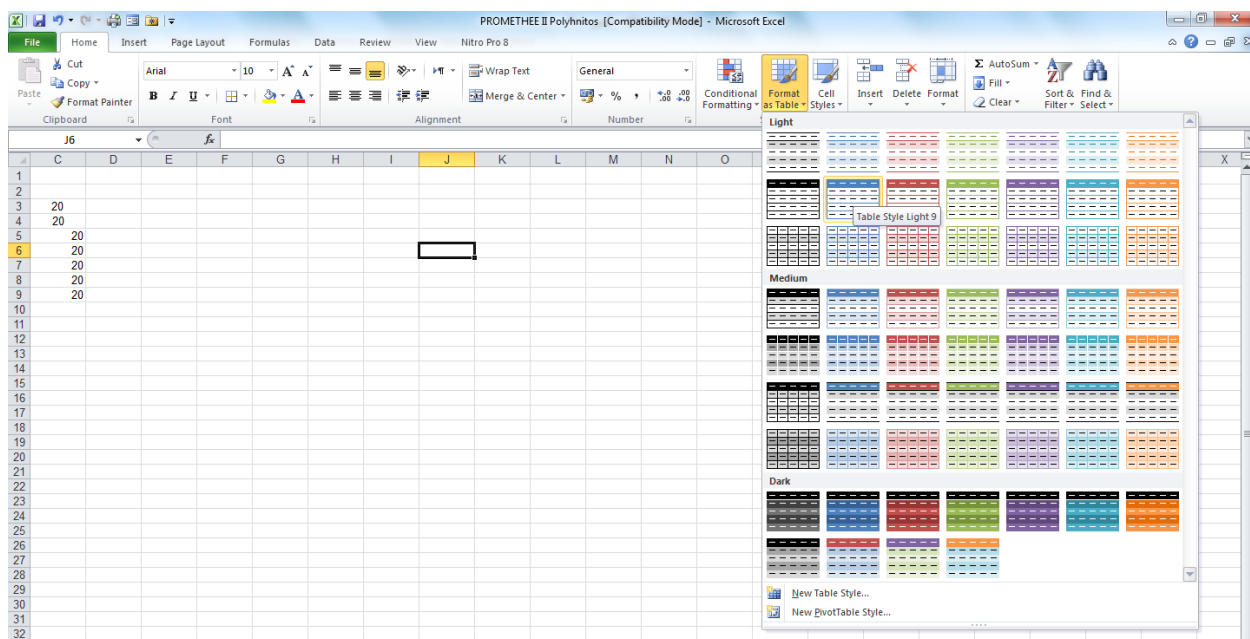 PROMETHEE II Polyhnitos [Compatibility Mode] - Microsoft Excel
File Home Insert Page Layout Formulas Data Review View Nitro Pro 8
Paste
Cut
Copy
Format Painter
Clipboard
Arial 10
B I U
Font
Wrap Text
Merge & Center
Alignment
General
% ,
Number
Conditional Formatting
Format as Table
Cell Styles
Insert Delete Format
Σ AutoSum
Fill
Clear
Sort & Filter
Find & Select
J6 fx
C D E F G H I J K L M N O X
1
2
3 20
4 20
5 20
6 20
7 20
8 20
9 20
10
11
12
13
14
15
16
17
18
19
20
21
22
23
24
25
26
27
28
29
30
31
32
Light
Table Style Light 9
Medium
Dark
New Table Style...
New PivotTable Style...